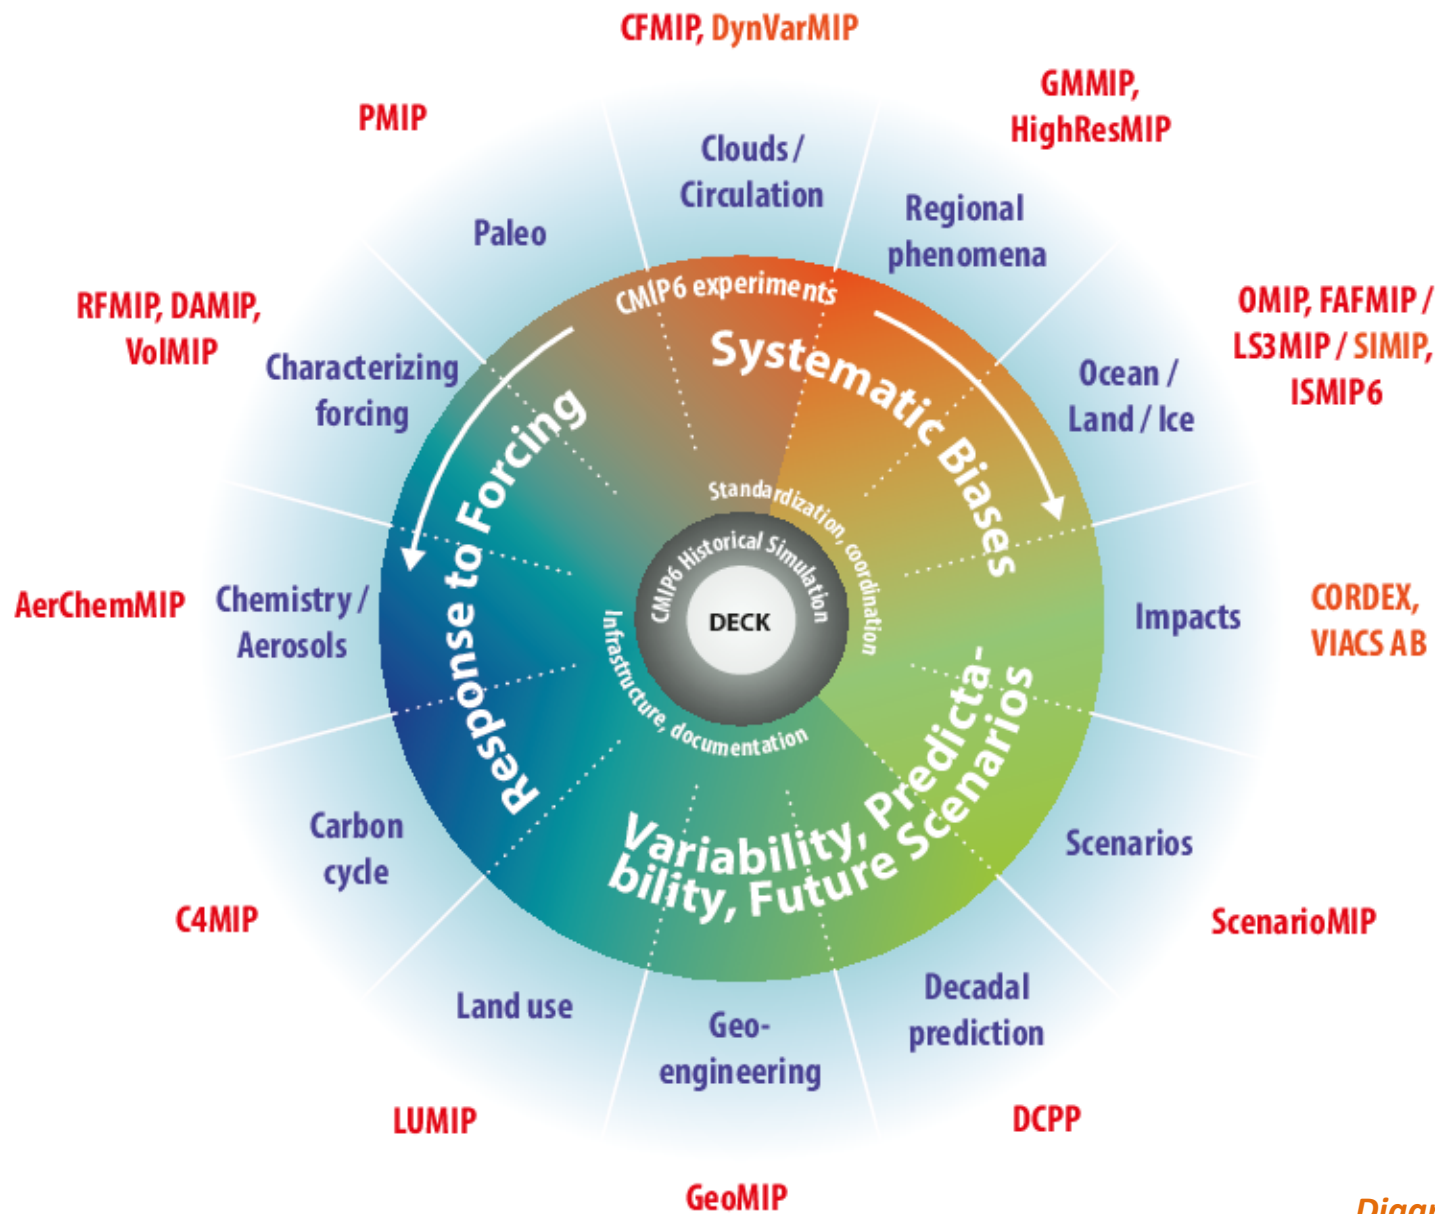 CFMIP, DynVarMIP
GMMIP,
HighResMIP
PMIP
Clouds /
Circulation
Regional
phenomena
Paleo
CMIP6 experiments
OMIP, FAFMIP /
LS3MIP / SIMIP,
ISMIP6
RFMIP, DAMIP,
VolMIP
Characterizing
forcing
Ocean /
Land / Ice
Systematic Biases
Response to Forcing
Standardization, coordination
CMIP6 Historical Simulation
DECK
Infrastructure, documentation
AerChemMIP
Chemistry /
Aerosols
Impacts
CORDEX,
VIACS AB
Variability, Predicta-
bility, Future Scenarios
Carbon
cycle
Scenarios
C4MIP
ScenarioMIP
Land use
Geo-
engineering
Decadal
prediction
LUMIP
DCPP
GeoMIP